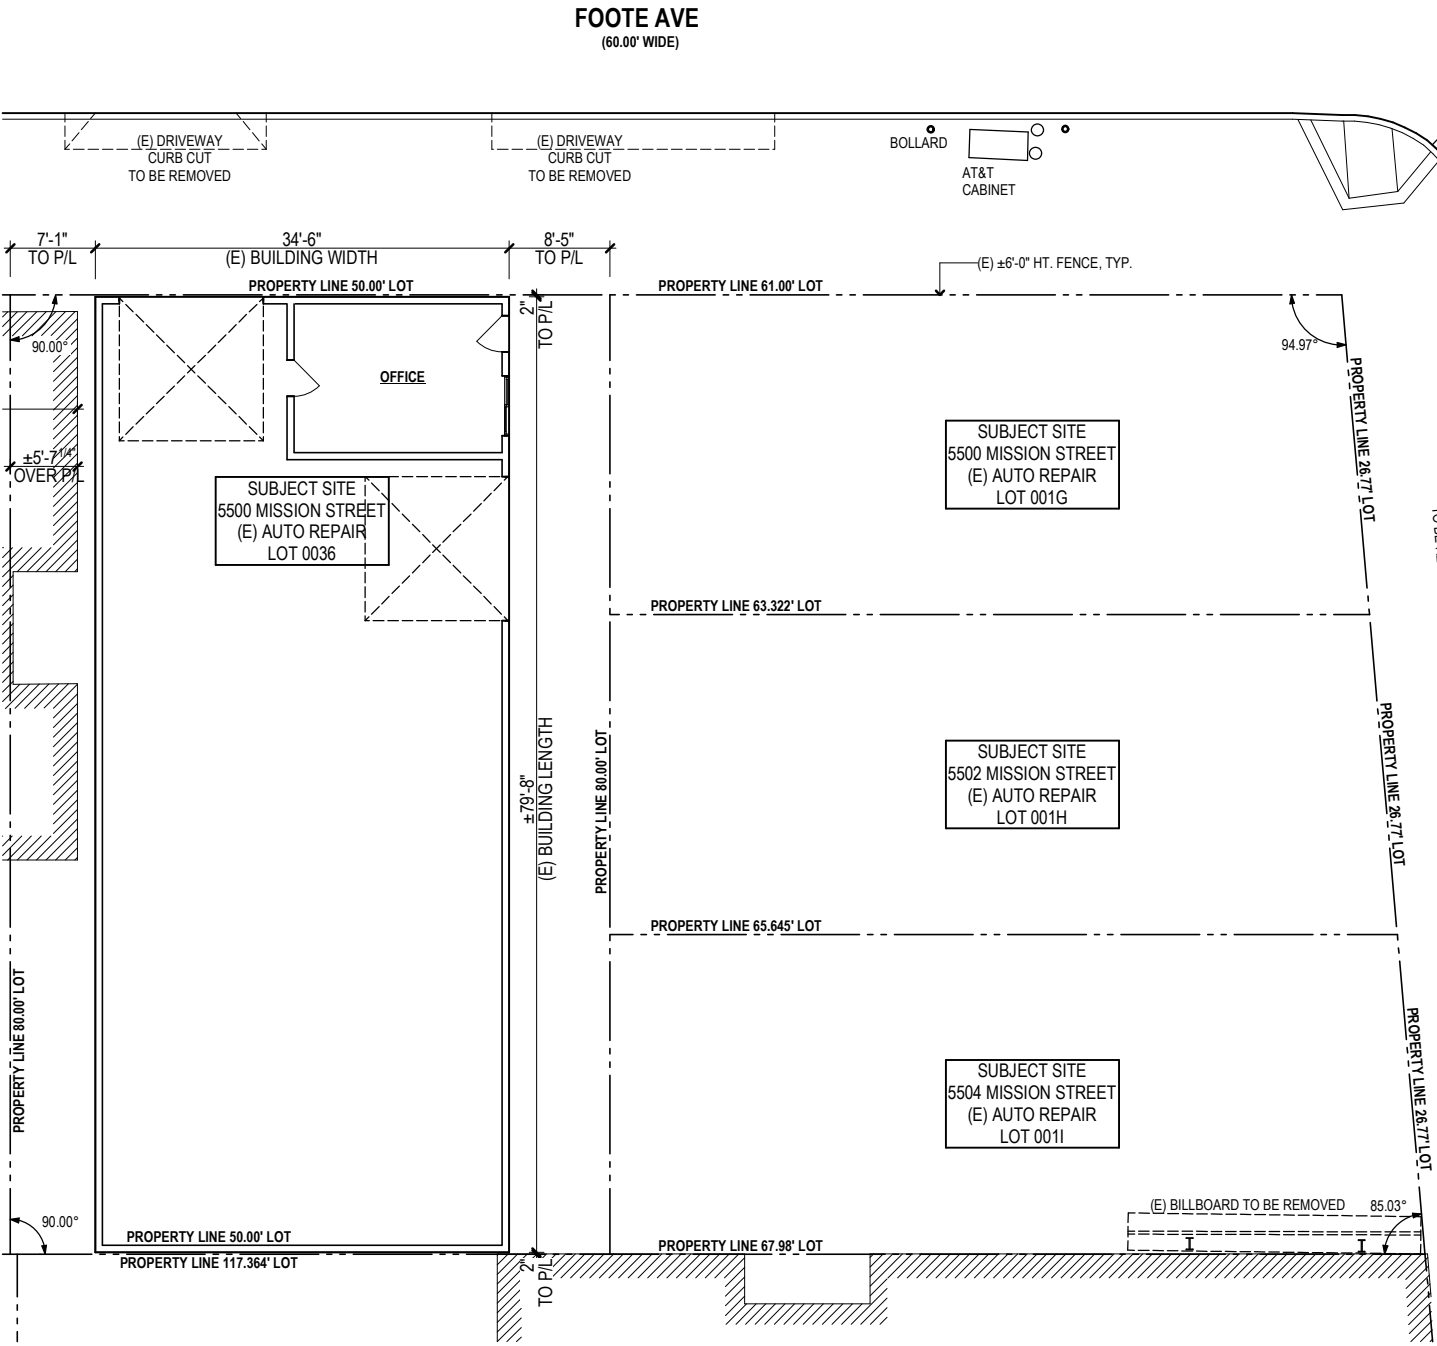 FOOTE AVE
(60.00' WIDE)
(E) DRIVEWAY
CURB CUT
TO BE REMOVED
(E) DRIVEWAY
CURB CUT
TO BE REMOVED
BOLLARD
AT&T
CABINET
7'-1"
TO P/L
34'-6"
(E) BUILDING WIDTH
8'-5"
TO P/L
(E) ±6'-0" HT. FENCE, TYP.
PROPERTY LINE 50.00' LOT
PROPERTY LINE 61.00' LOT
2"
TO P/L
90.00°
94.97°
OFFICE
PROPERTY LINE 26.77' LOT
SUBJECT SITE
5500 MISSION STREET
(E) AUTO REPAIR
LOT 001G
±5'-7 1/4"
OVER P/L
SUBJECT SITE
5500 MISSION STREET
(E) AUTO REPAIR
LOT 0036
PROPERTY LINE 63.322' LOT
±79'-8"
(E) BUILDING LENGTH
PROPERTY LINE 80.00' LOT
SUBJECT SITE
5502 MISSION STREET
(E) AUTO REPAIR
LOT 001H
PROPERTY LINE 26.77' LOT
PROPERTY LINE 65.645' LOT
PROPERTY LINE 80.00' LOT
SUBJECT SITE
5504 MISSION STREET
(E) AUTO REPAIR
LOT 001I
PROPERTY LINE 26.77' LOT
(E) BILLBOARD TO BE REMOVED
85.03°
90.00°
PROPERTY LINE 50.00' LOT
PROPERTY LINE 67.98' LOT
PROPERTY LINE 117.364' LOT
2"
TO P/L